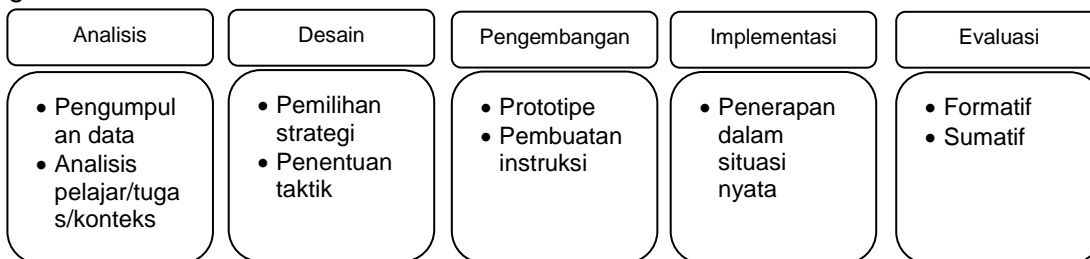 Analisis
Desain
Pengembangan
Implementasi
Evaluasi
• Pengumpul
an data
• Analisis
pelajar/tuga
s/konteks
• Pemilihan
strategi
• Penentuan
taktik
• Prototipe
• Pembuatan
instruksi
• Penerapan
dalam
situasi
nyata
• Formatif
• Sumatif